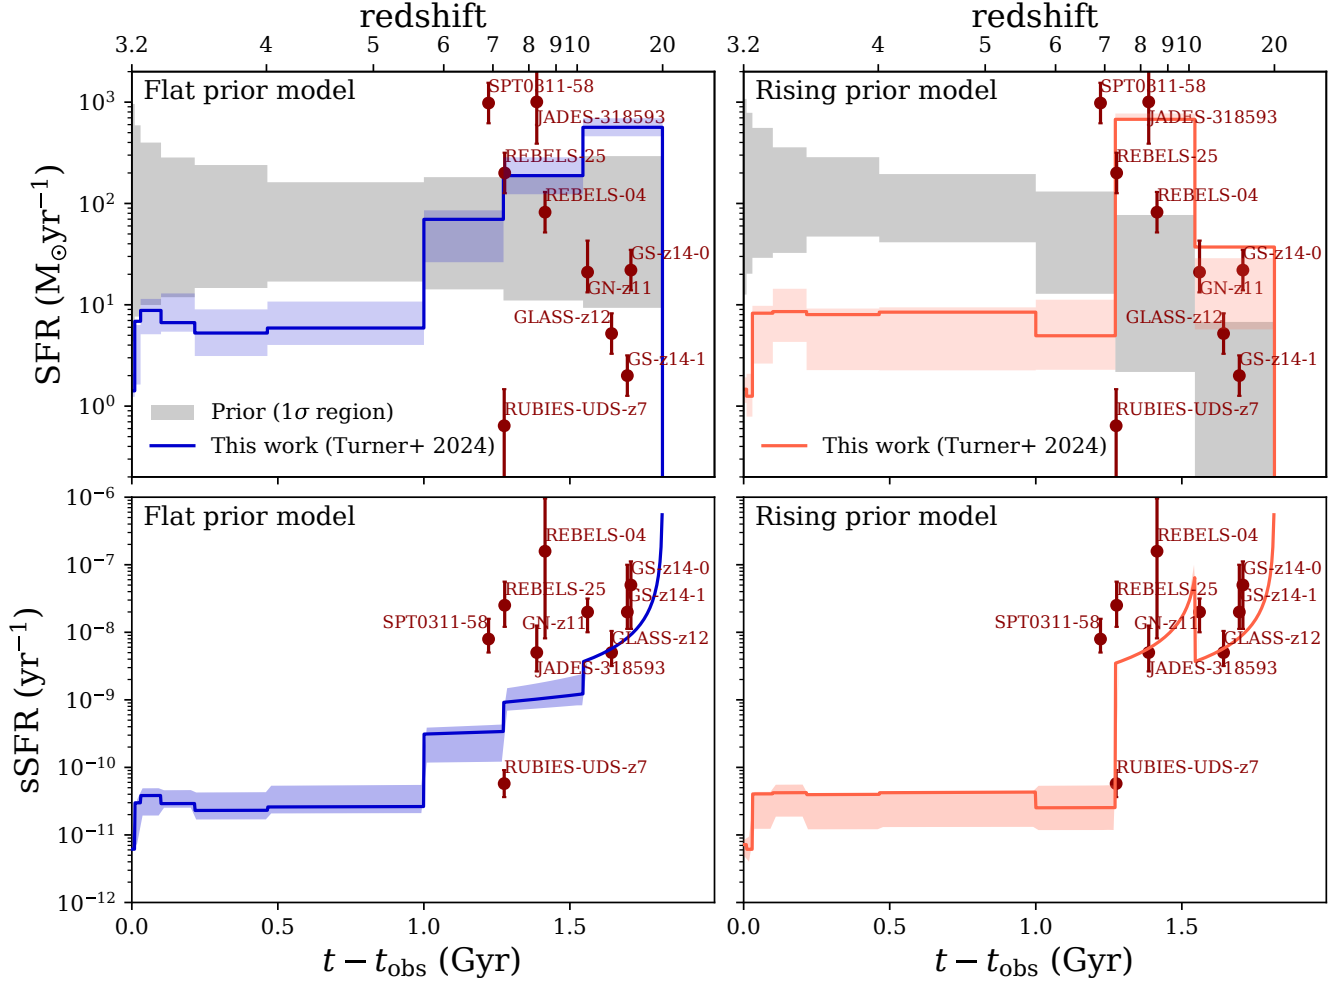 redshift redshift
3.2 4 5 6 7 8 9 10 20 3.2 4 5 6 7 8 9 10 20
Flat prior model Rising prior model
SPT0311-58 SPT0311-58
10³
JADES-318593 JADES-318593
REBELS-25 REBELS-25
REBELS-04 REBELS-04
10²
GS-z14-0 GS-z14-0
GN-z11 GN-z11
10¹
GLASS-z12 GLASS-z12
GS-z14-1 GS-z14-1
10⁰
RUBIES-UDS-z7 RUBIES-UDS-z7
Prior (1σ region)
This work (Turner+ 2024) This work (Turner+ 2024)
SFR (M⊙yr⁻¹)
10⁻⁶
Flat prior model Rising prior model
REBELS-04 REBELS-04
10⁻⁷
GS-z14-0 GS-z14-0
REBELS-25 REBELS-25
GS-z14-1 GS-z14-1
SPT0311-58 GN-z11 SPT0311-58 GN-z11
10⁻⁸
GLASS-z12 GLASS-z12
JADES-318593 JADES-318593
10⁻⁹
RUBIES-UDS-z7 RUBIES-UDS-z7
10⁻¹⁰
10⁻¹¹
10⁻¹²
sSFR (yr⁻¹)
0.0 0.5 1.0 1.5 0.0 0.5 1.0 1.5
t − tobs (Gyr) t − tobs (Gyr)